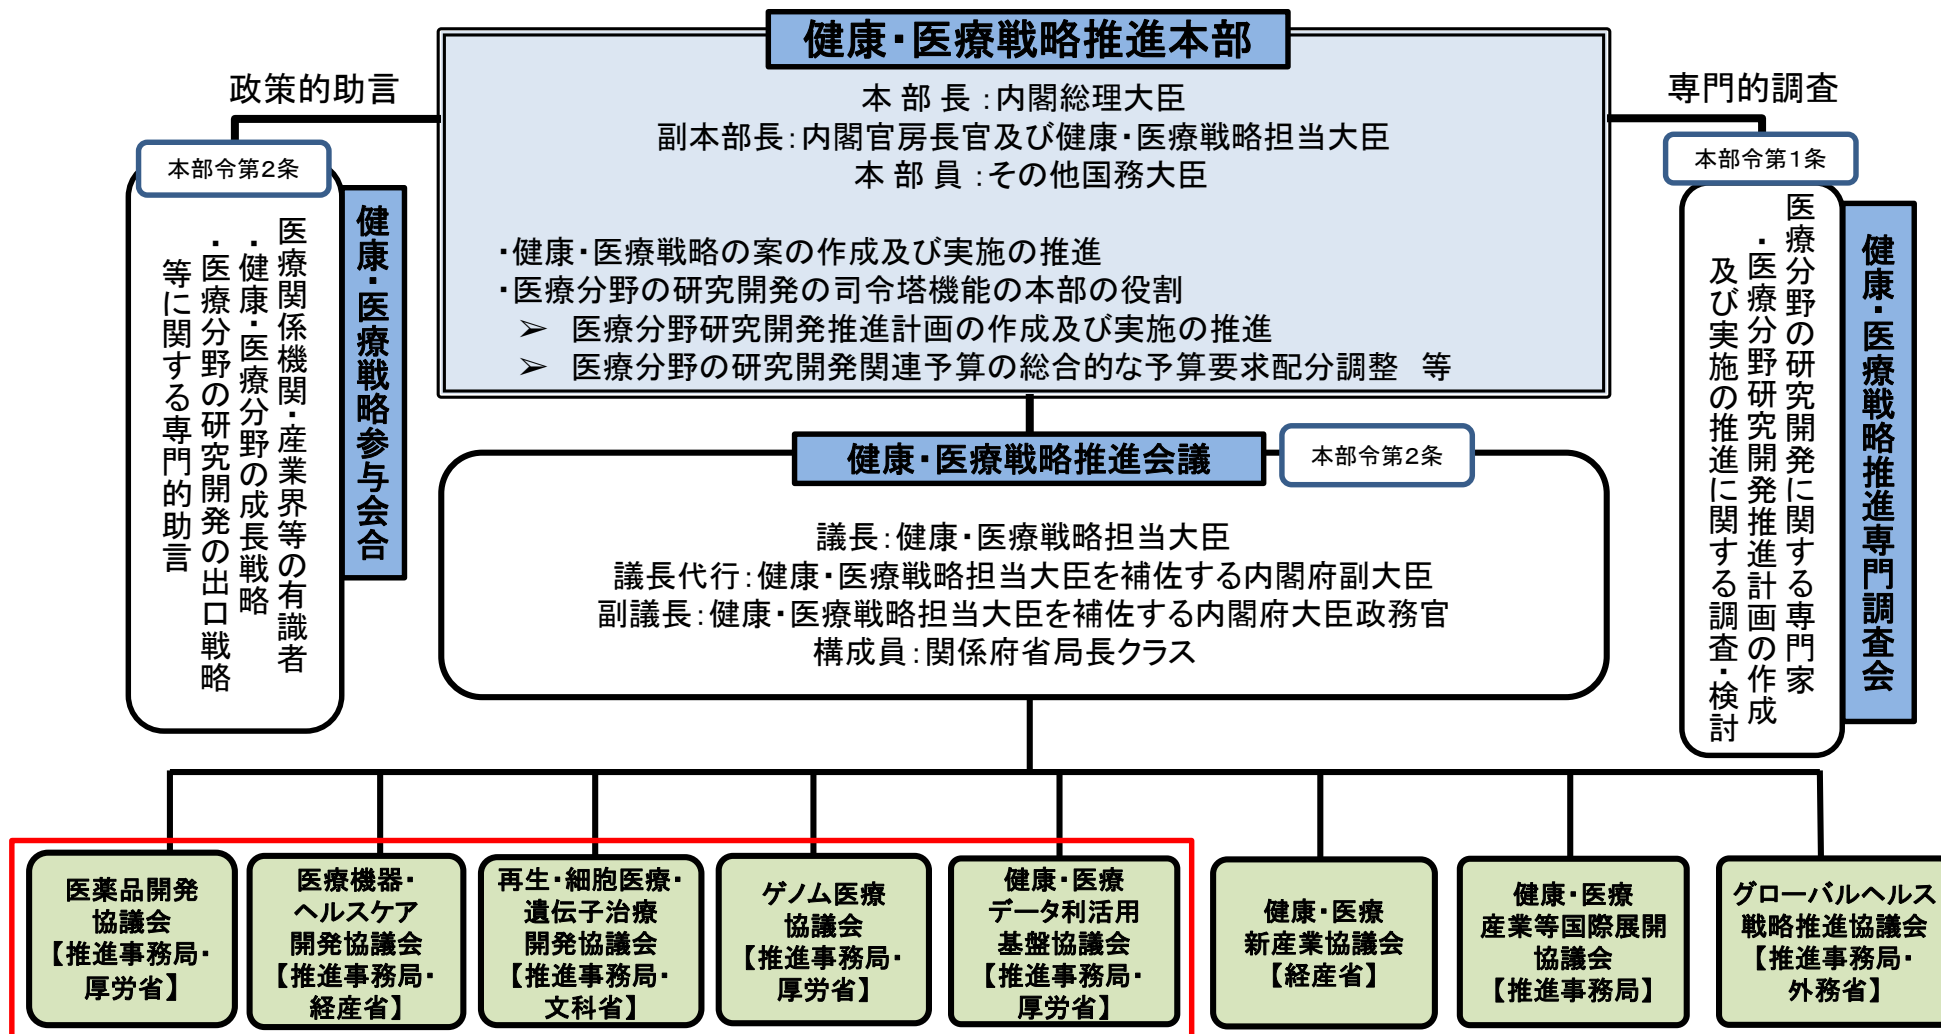 健康・医療戦略推進本部
本 部 長 ：内閣総理大臣
副本部長：内閣官房長官及び健康・医療戦略担当大臣
本 部 員 ：その他国務大臣
・健康・医療戦略の案の作成及び実施の推進
・医療分野の研究開発の司令塔機能の本部の役割
➢ 医療分野研究開発推進計画の作成及び実施の推進
➢ 医療分野の研究開発関連予算の総合的な予算要求配分調整 等
政策的助言
本部令第2条
健康・医療戦略参与会合
医療関係機関・産業界等の有識者
・健康・医療分野の成長戦略
・医療分野の研究開発の出口戦略
等に関する専門的助言
専門的調査
本部令第1条
健康・医療戦略推進専門調査会
医療分野の研究開発に関する専門家
・医療分野研究開発推進計画の作成
及び実施の推進に関する調査・検討
健康・医療戦略推進会議
本部令第2条
議長：健康・医療戦略担当大臣
議長代行：健康・医療戦略担当大臣を補佐する内閣府副大臣
副議長：健康・医療戦略担当大臣を補佐する内閣府大臣政務官
構成員：関係府省局長クラス
医薬品開発
協議会
【推進事務局・
厚労省】
医療機器・
ヘルスケア
開発協議会
【推進事務局・
経産省】
再生・細胞医療・
遺伝子治療
開発協議会
【推進事務局・
文科省】
ゲノム医療
協議会
【推進事務局・
厚労省】
健康・医療
データ利活用
基盤協議会
【推進事務局・
厚労省】
健康・医療
新産業協議会
【経産省】
健康・医療
産業等国際展開
協議会
【推進事務局】
グローバルヘルス
戦略推進協議会
【推進事務局・
外務省】